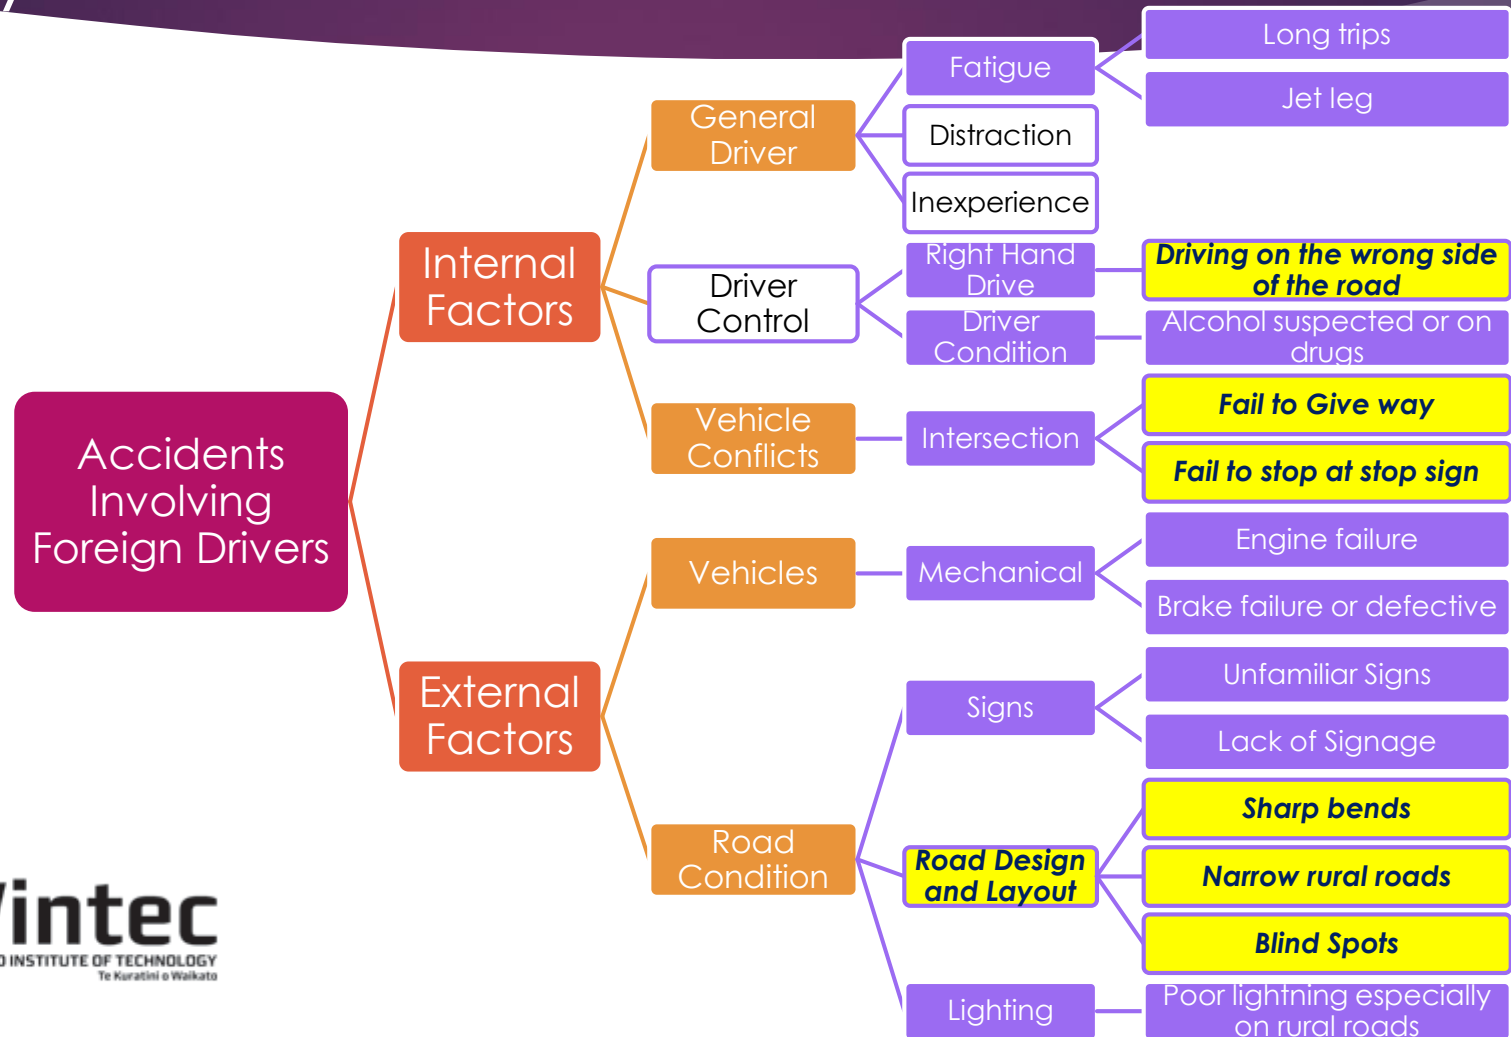 Long trips
Fatigue
Jet leg
General
Driver
Distraction
Inexperience
Internal
Factors
Right Hand
Drive
Driving on the wrong side
of the road
Driver
Control
Driver
Condition
Alcohol suspected or on
drugs
Vehicle
Conflicts
Intersection
Fail to Give way
Fail to stop at stop sign
Accidents
Involving
Foreign Drivers
Vehicles
Mechanical
Engine failure
Brake failure or defective
External
Factors
Signs
Unfamiliar Signs
Lack of Signage
Road
Condition
Road Design
and Layout
Sharp bends
Narrow rural roads
Blind Spots
Lighting
Poor lightning especially
on rural roads
intec
INSTITUTE OF TECHNOLOGY
Te Kuratini o Waikato